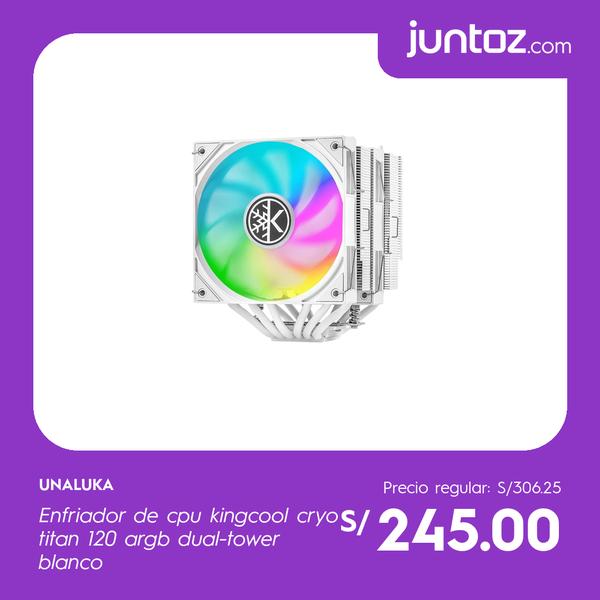 juntoz.com
UNALUKA
Enfriador de cpu kingcool cryo
titan 120 argb dual-tower
blanco
Precio regular: S/306.25
S/ 245.00